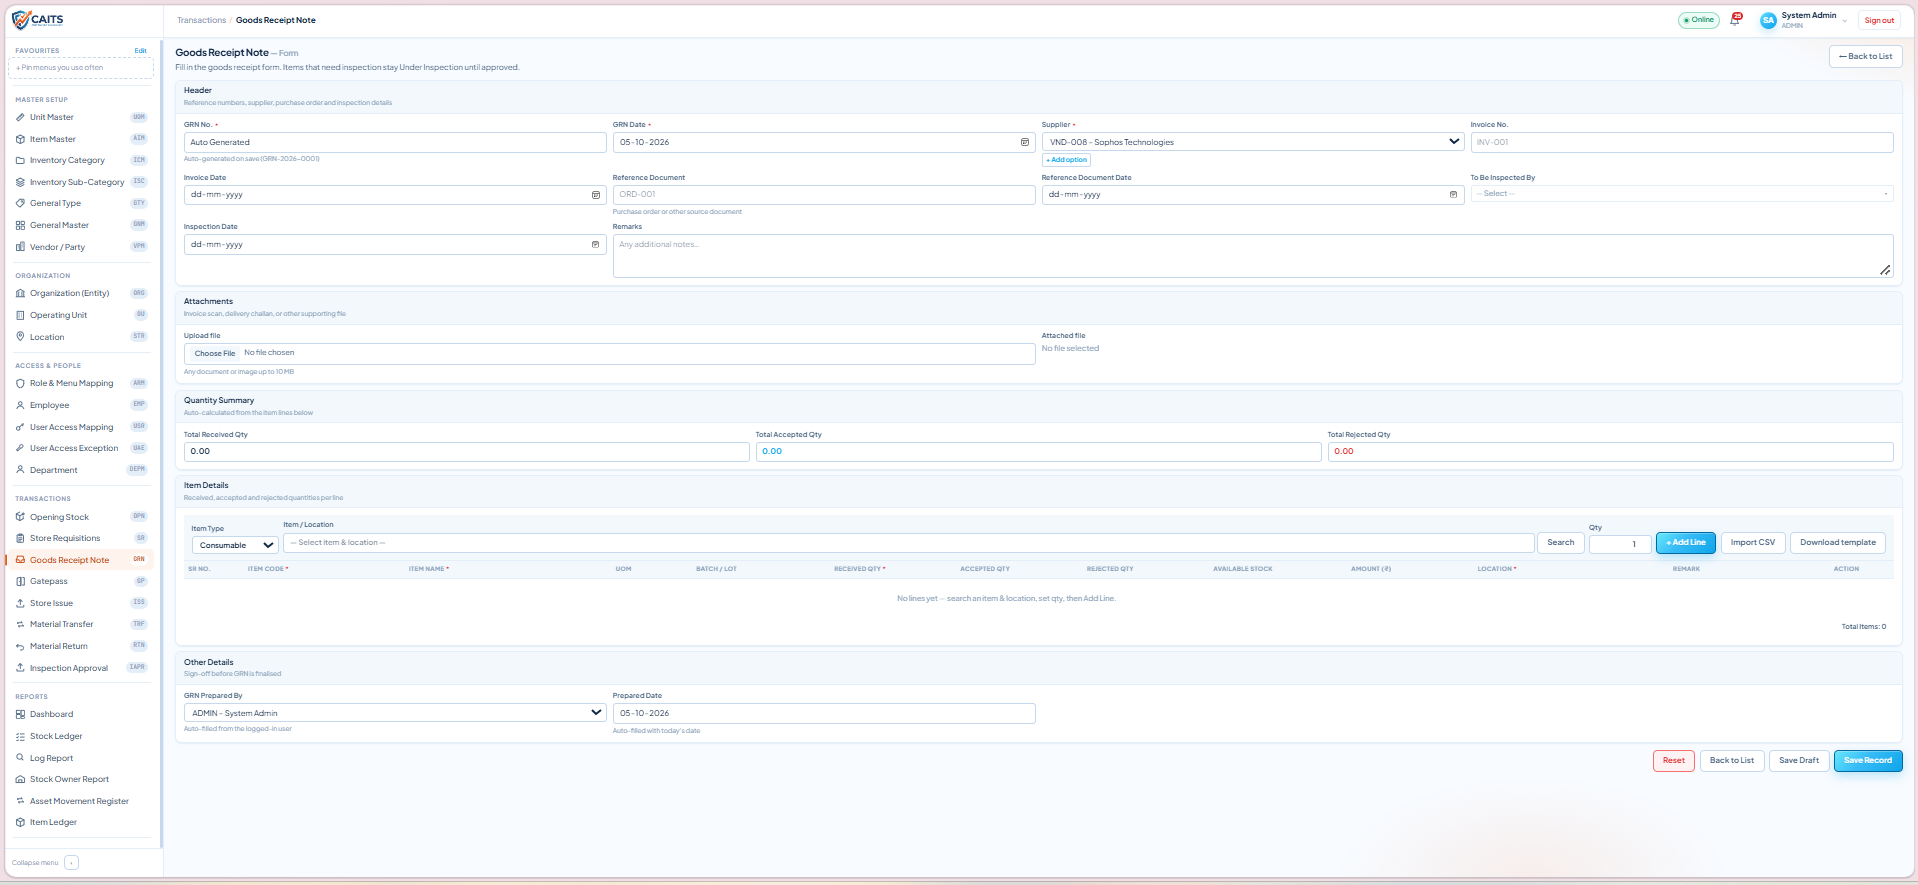 CAITS
Transactions / Goods Receipt Note
Online
25
SA
System Admin
ADMIN
Sign out
FAVOURITES
Edit
+ Pin menus you use often
MASTER SETUP
Unit Master UOM
Item Master AIM
Inventory Category ICM
Inventory Sub-Category ISC
General Type GTY
General Master GNM
Vendor / Party VPM
ORGANIZATION
Organization (Entity) ORG
Operating Unit OU
Location STR
ACCESS & PEOPLE
Role & Menu Mapping ARM
Employee EMP
User Access Mapping USR
User Access Exception UAE
Department DEPM
TRANSACTIONS
Opening Stock OPN
Store Requisitions SR
Goods Receipt Note GRN
Gatepass GP
Store Issue ISS
Material Transfer TRF
Material Return RTN
Inspection Approval IAPR
REPORTS
Dashboard
Stock Ledger
Log Report
Stock Owner Report
Asset Movement Register
Item Ledger
Collapse menu
Goods Receipt Note — Form
Fill in the goods receipt form. Items that need inspection stay Under Inspection until approved.
← Back to List
Header
Reference numbers, supplier, purchase order and inspection details
GRN No. *
Auto Generated
Auto-generated on save (GRN-2026-0001)
GRN Date *
05-10-2026
Supplier *
VND-008 - Sophos Technologies
+ Add option
Invoice No.
INV-001
Invoice Date
dd-mm-yyyy
Reference Document
ORD-001
Purchase order or other source document
Reference Document Date
dd-mm-yyyy
To Be Inspected By
-- Select --
Inspection Date
dd-mm-yyyy
Remarks
Any additional notes...
Attachments
Invoice scan, delivery challan, or other supporting file
Upload file
Choose File No file chosen
Any document or image up to 10 MB
Attached file
No file selected
Quantity Summary
Auto-calculated from the item lines below
Total Received Qty
0.00
Total Accepted Qty
0.00
Total Rejected Qty
0.00
Item Details
Received, accepted and rejected quantities per line
Item Type
Consumable
Item / Location
-- Select item & location --
Search
Qty
1
+ Add Line
Import CSV
Download template
SR NO. ITEM CODE * ITEM NAME * UOM BATCH / LOT RECEIVED QTY * ACCEPTED QTY REJECTED QTY AVAILABLE STOCK AMOUNT (₹) LOCATION * REMARK ACTION
No lines yet — search an item & location, set qty, then Add Line.
Total Items: 0
Other Details
Sign-off before GRN is finalised
GRN Prepared By
ADMIN - System Admin
Auto-filled from the logged-in user
Prepared Date
05-10-2026
Auto-filled with today's date
Reset
Back to List
Save Draft
Save Record